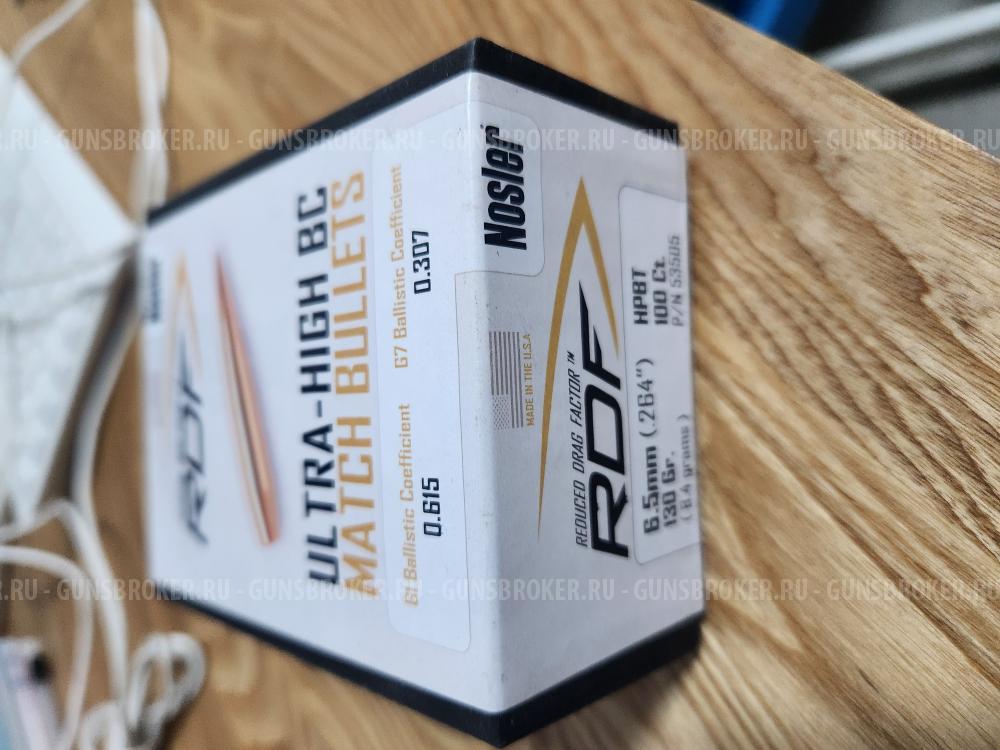 RDF
ULTRA-HIGH BC
MATCH BULLETS
G1 Ballistic Coefficient
0.615
G7 Ballistic Coefficient
0.307
Nosler
MADE IN THE U.S.A
REDUCED DRAG FACTOR™
RDF
6.5mm (.264") HPBT
130 Gr. 100 Ct.
(8.4 grams) P/N 53505
GUNSBROKER.RU - GUNSBROKER.RU - GUNSBROKER.RU - GUNSBROKER.RU
GUNSBROKER.RU - GUNSBROKER.RU - GUNSBROKER.RU - GUNSBROKER.RU